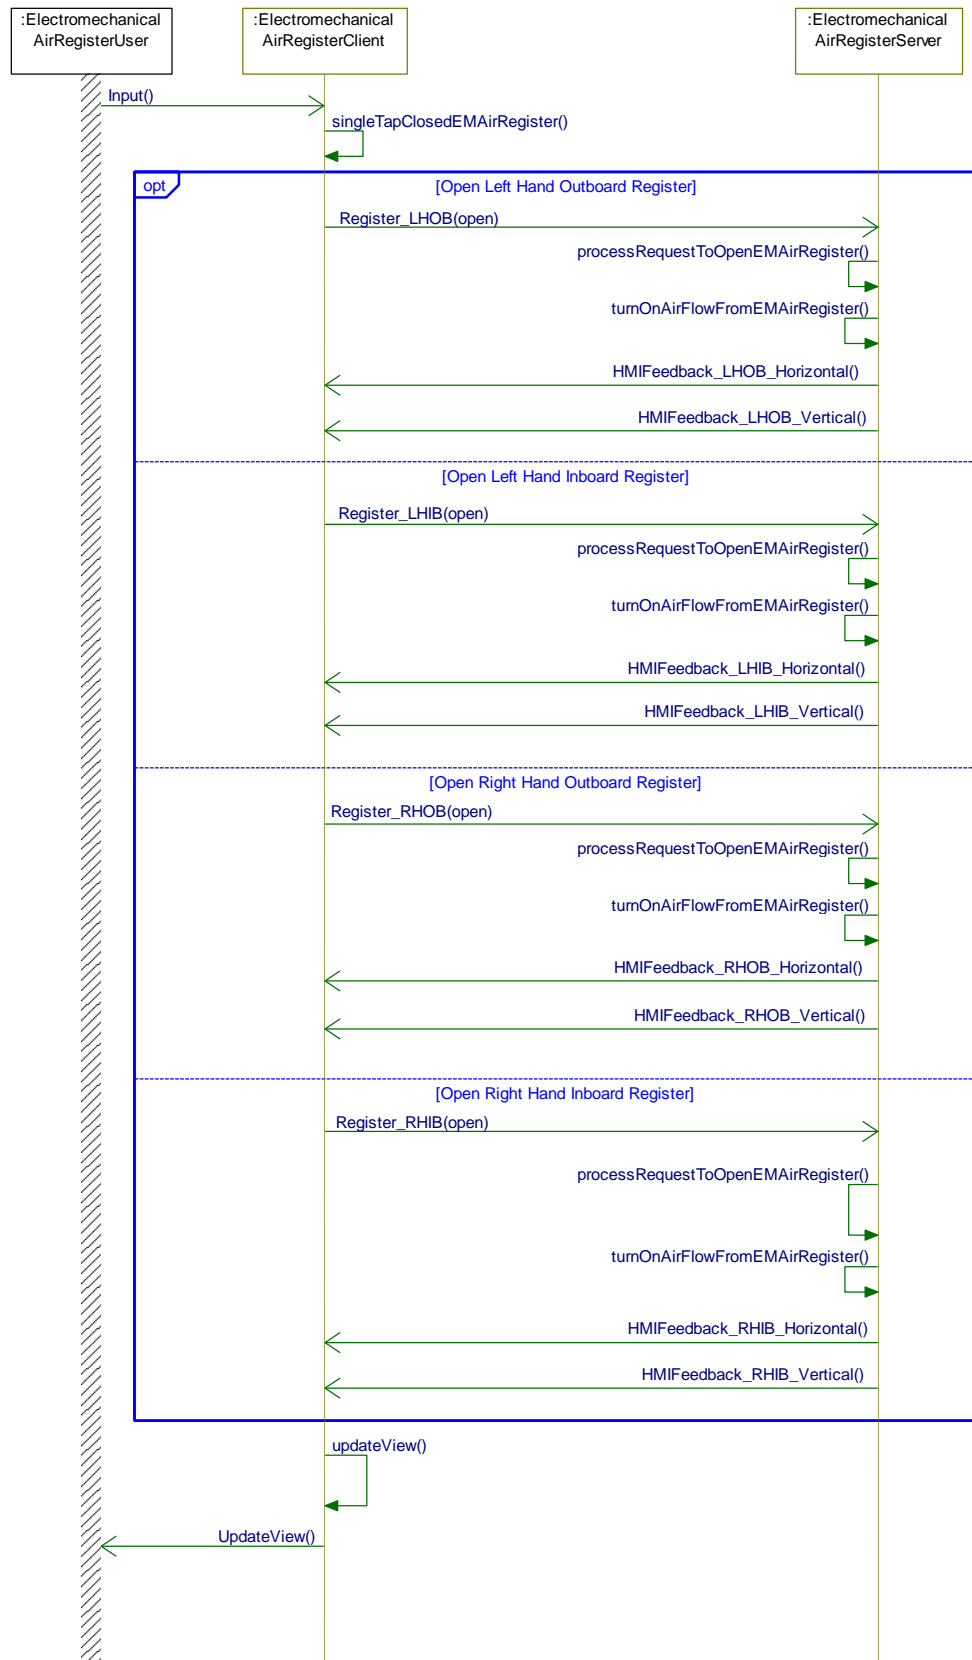 :Electromechanical
AirRegisterUser
:Electromechanical
AirRegisterClient
:Electromechanical
AirRegisterServer
Input()
singleTapClosedEMAirRegister()
opt
[Open Left Hand Outboard Register]
Register_LHOB(open)
processRequestToOpenEMAirRegister()
turnOnAirFlowFromEMAirRegister()
HMIFeedback_LHOB_Horizontal()
HMIFeedback_LHOB_Vertical()
[Open Left Hand Inboard Register]
Register_LHIB(open)
processRequestToOpenEMAirRegister()
turnOnAirFlowFromEMAirRegister()
HMIFeedback_LHIB_Horizontal()
HMIFeedback_LHIB_Vertical()
[Open Right Hand Outboard Register]
Register_RHOB(open)
processRequestToOpenEMAirRegister()
turnOnAirFlowFromEMAirRegister()
HMIFeedback_RHOB_Horizontal()
HMIFeedback_RHOB_Vertical()
[Open Right Hand Inboard Register]
Register_RHIB(open)
processRequestToOpenEMAirRegister()
turnOnAirFlowFromEMAirRegister()
HMIFeedback_RHIB_Horizontal()
HMIFeedback_RHIB_Vertical()
updateView()
UpdateView()